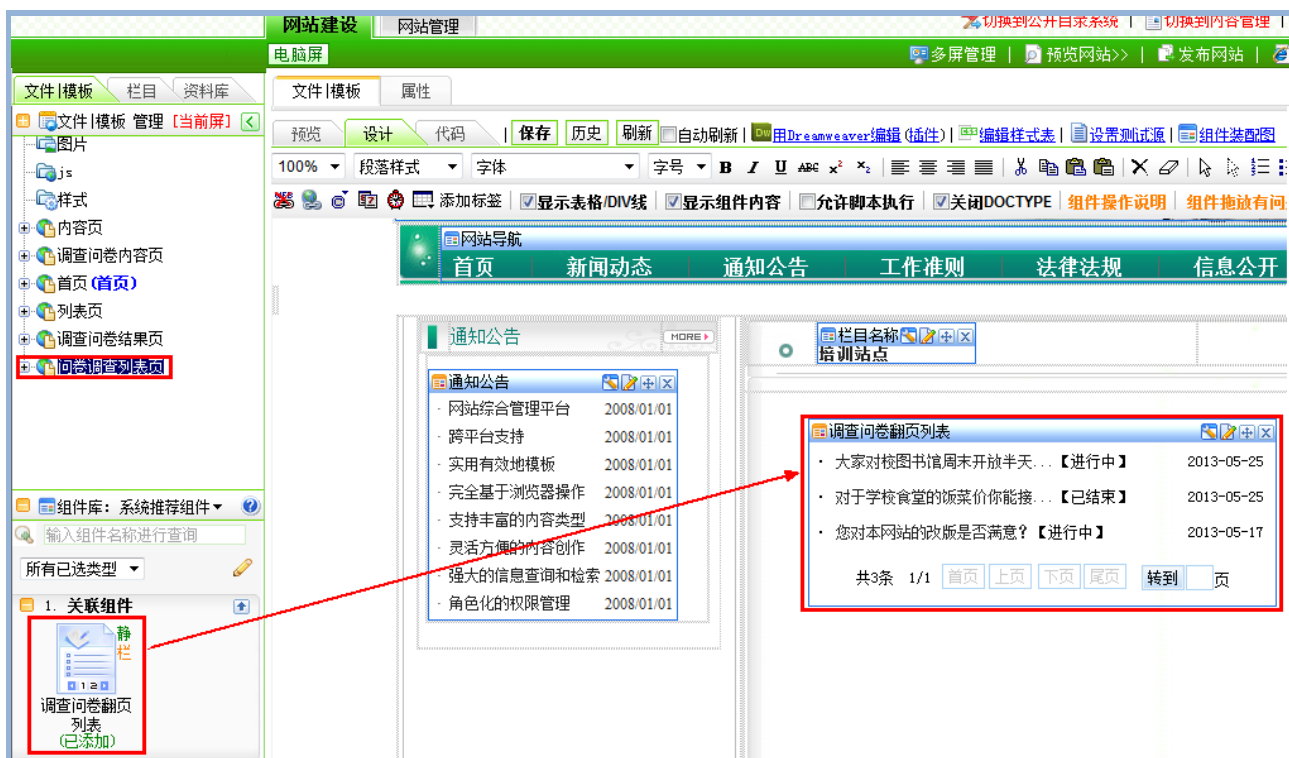 网站建设 网站管理 切换到公开目录系统 | 切换到内容管理 |
电脑屏 多屏管理 | 预览网站>> | 发布网站 |
文件|模板 栏目 资料库
文件|模板 管理 [当前屏]
图片
js
样式
内容页
调查问卷内容页
首页 (首页)
列表页
调查问卷结果页
问卷调查列表页
组件库: 系统推荐组件
输入组件名称进行查询
所有已选类型
1. 关联组件
静
栏
1 2
调查问卷翻页
列表
(已添加)
文件|模板 属性
预览 设计 代码 | 保存 历史 刷新 自动刷新 | Dw 用Dreamweaver编辑 (插件) | 编辑样式表 | 设置测试源 | 组件装配图
100% 段落样式 字体 字号 B I U ABC x² ×₂
添加标签 显示表格/DIV线 显示组件内容 允许脚本执行 关闭DOCTYPE 组件操作说明 组件拖放有问
网站导航
首页 新闻动态 通知公告 工作准则 法律法规 信息公开
通知公告 MORE
通知公告
· 网站综合管理平台 2008/01/01
· 跨平台支持 2008/01/01
· 实用有效地模板 2008/01/01
· 完全基于浏览器操作 2008/01/01
· 支持丰富的内容类型 2008/01/01
· 灵活方便的内容创作 2008/01/01
· 强大的信息查询和检索 2008/01/01
· 角色化的权限管理 2008/01/01
栏目名称
培训站点
调查问卷翻页列表
· 大家对校图书馆周末开放半天...【进行中】 2013-05-25
· 对于学校食堂的饭菜价你能接...【已结束】 2013-05-25
· 您对本网站的改版是否满意?【进行中】 2013-05-17
共3条 1/1 首页 上页 下页 尾页 转到 页